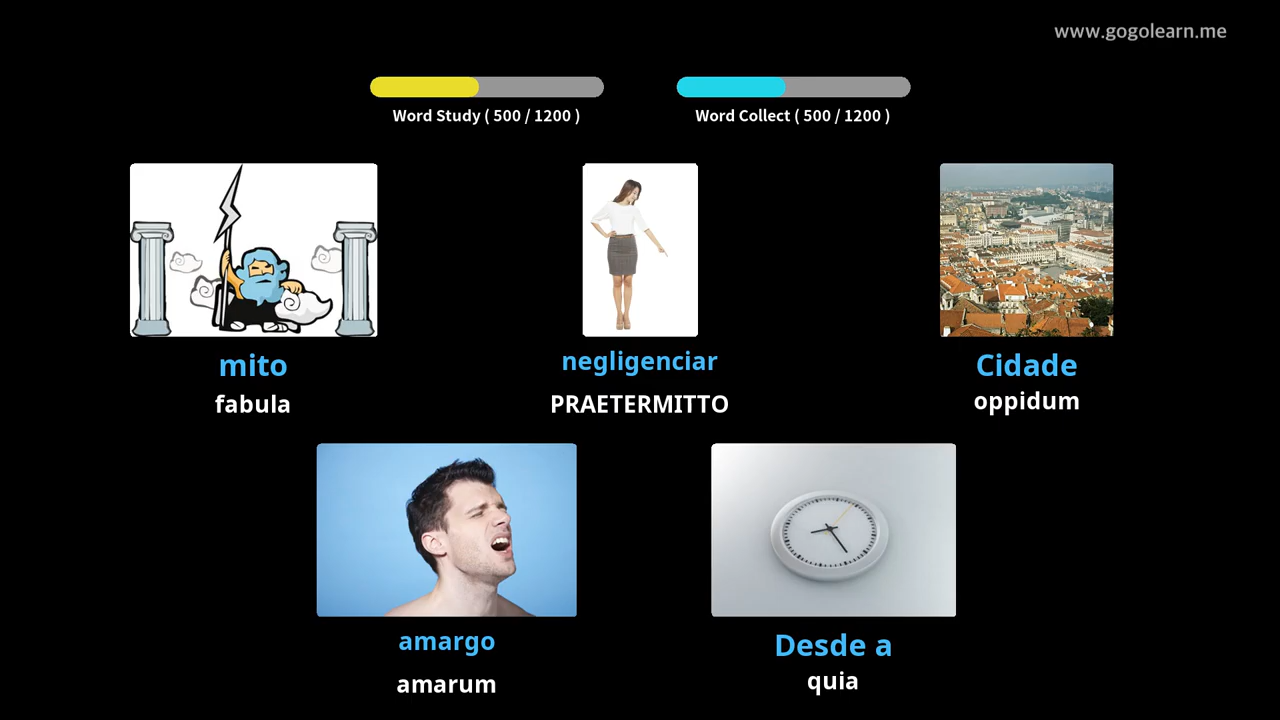 www.gogolearn.me
Word Study ( 500 / 1200 )
Word Collect ( 500 / 1200 )
mito
fabula
negligenciar
PRAETERMITTO
Cidade
oppidum
amargo
amarum
Desde a
quia